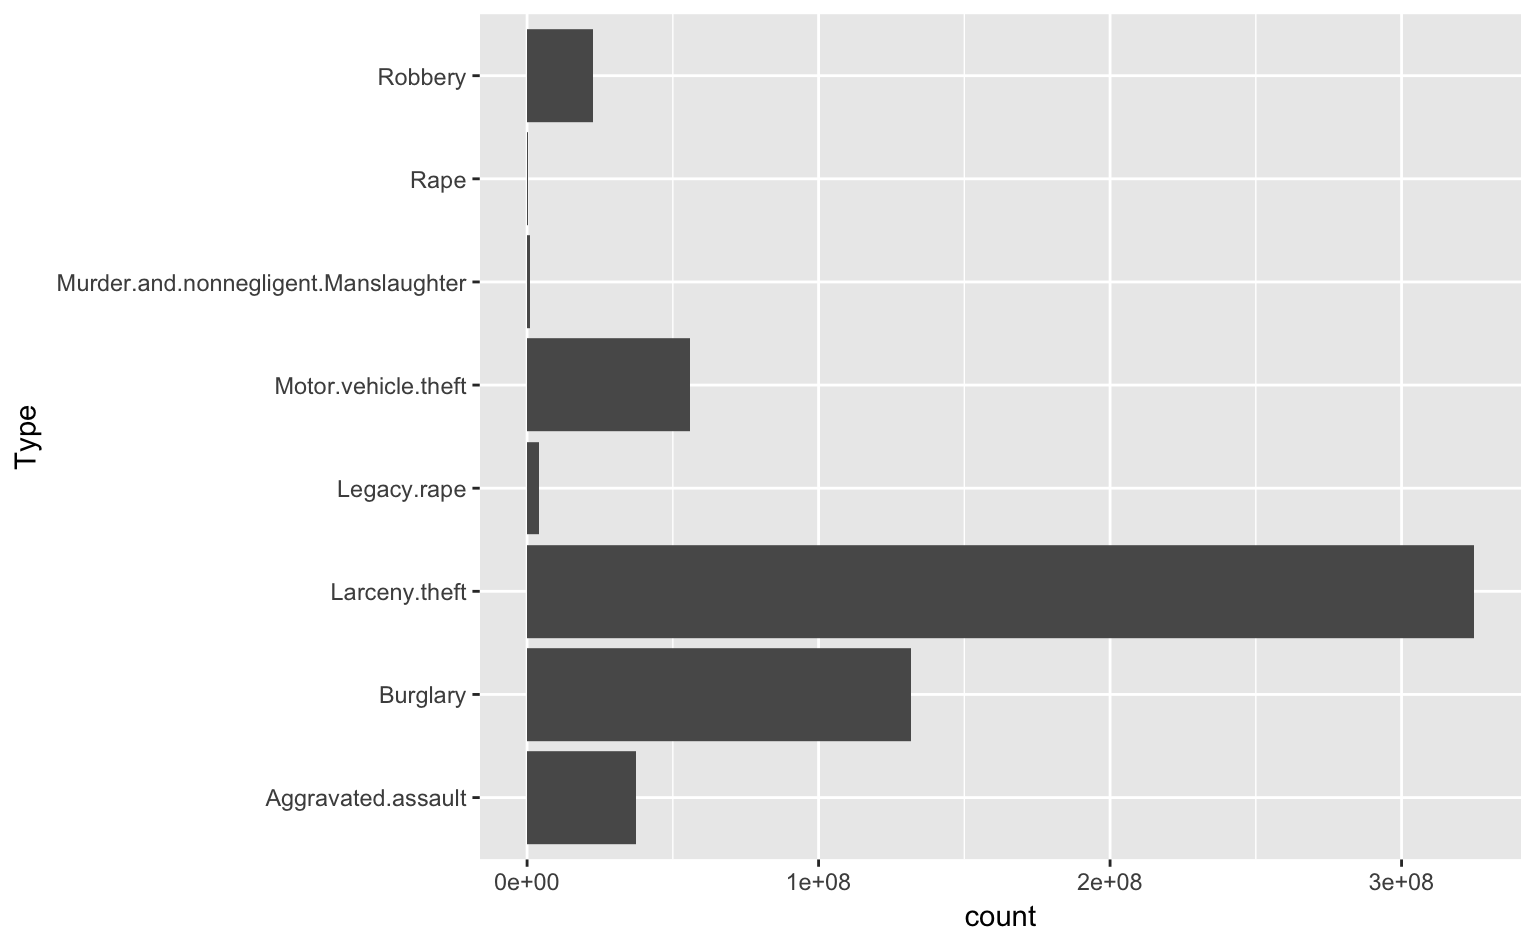 Robbery
Rape
Murder.and.nonnegligent.Manslaughter
Motor.vehicle.theft
Legacy.rape
Larceny.theft
Burglary
Aggravated.assault
Type
0e+00 1e+08 2e+08 3e+08
count